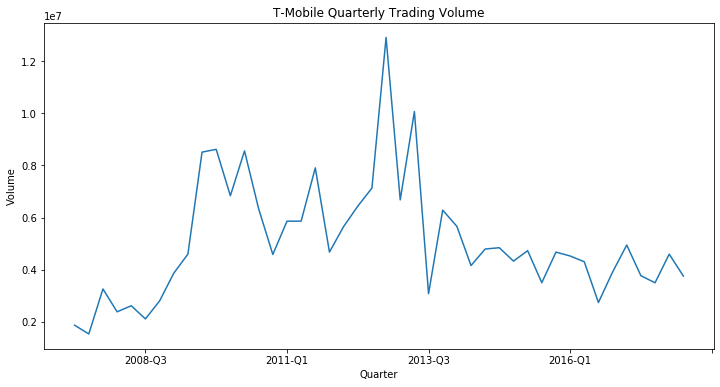 T-Mobile Quarterly Trading Volume
1e7
1.2
1.0
0.8
0.6
0.4
0.2
Volume
2008-Q3 2011-Q1 2013-Q3 2016-Q1
Quarter